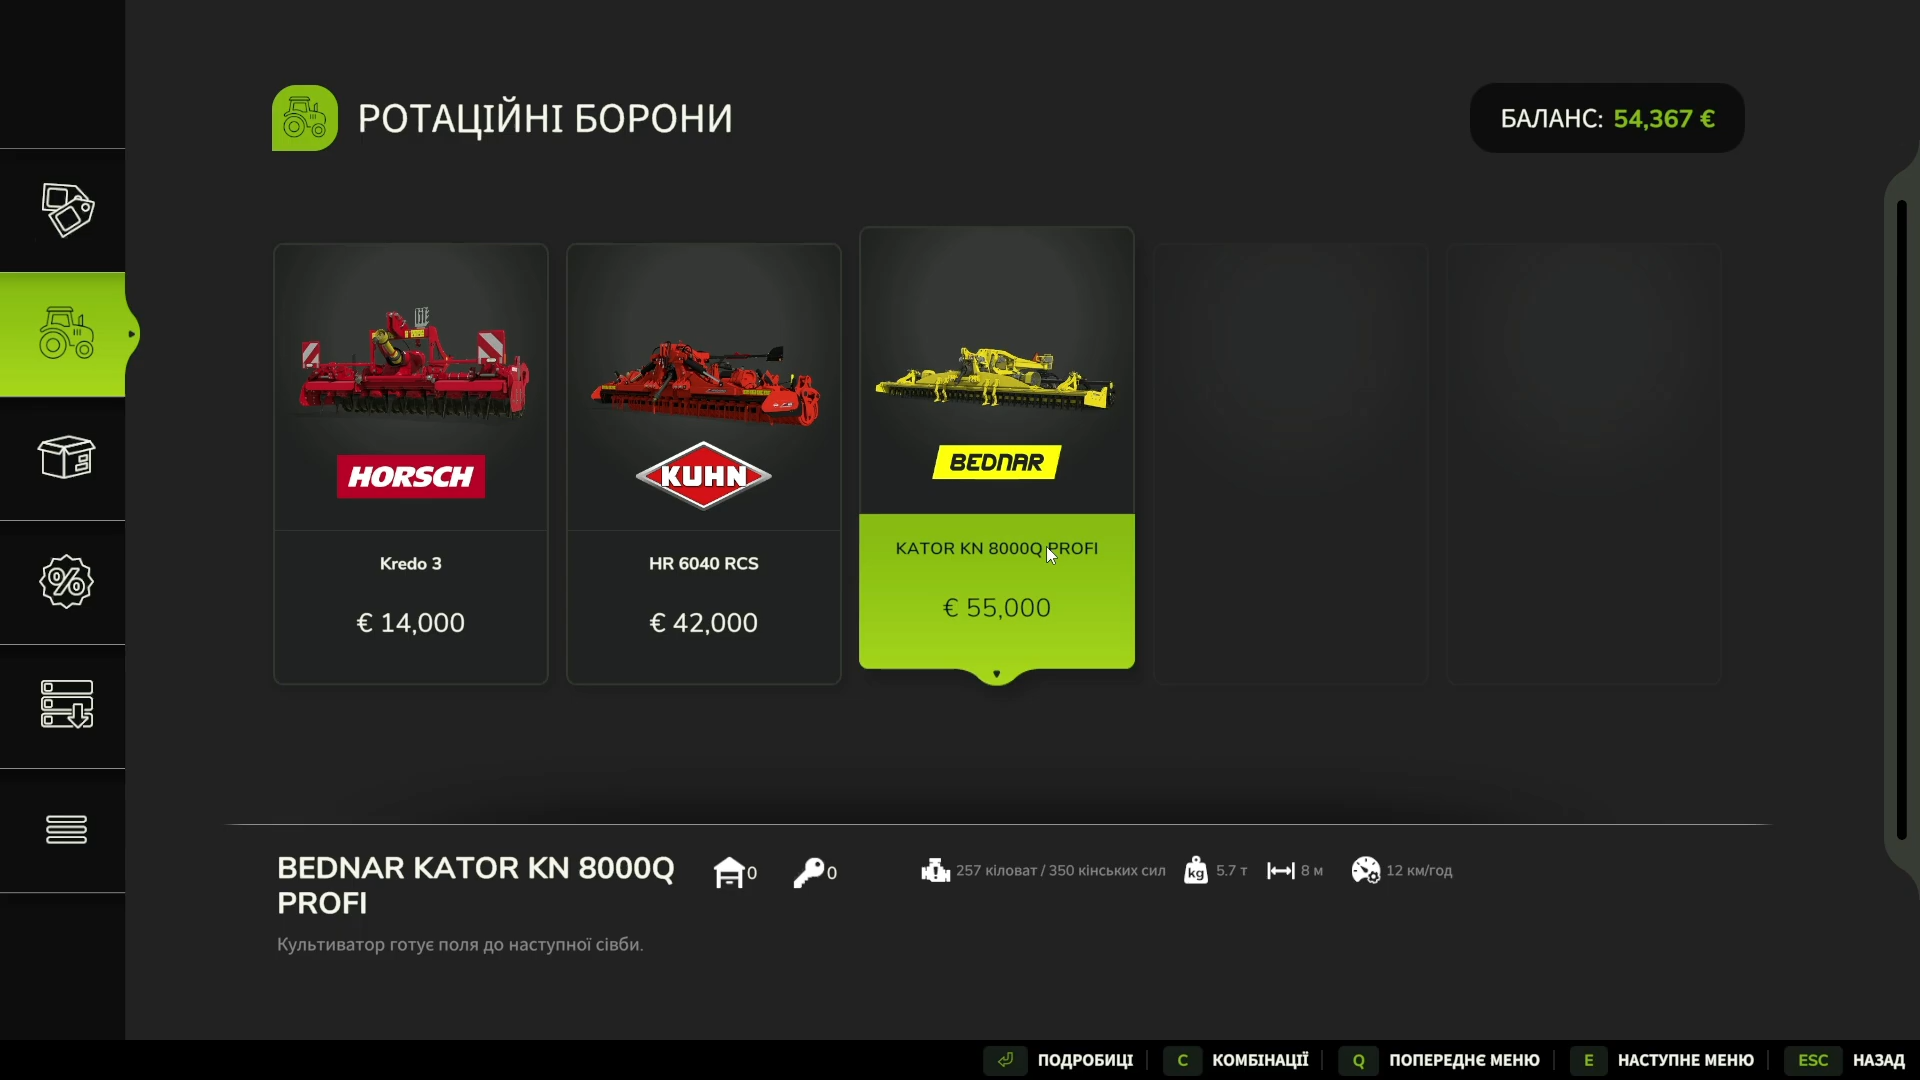 РОТАЦІЙНІ БОРОНИ
БАЛАНС: 54,367 €
HORSCH
KUHN
BEDNAR
Kredo 3
HR 6040 RCS
KATOR KN 8000Q PROFI
€ 14,000
€ 42,000
€ 55,000
BEDNAR KATOR KN 8000Q
PROFI
0
0
257 кіловат / 350 кінських сил
kg
5.7 т
8 м
12 км/год
Культиватор готує поля до наступної сівби.
ПОДРОБИЦІ
C КОМБІНАЦІЇ
Q ПОПЕРЕДНЄ МЕНЮ
E НАСТУПНЕ МЕНЮ
ESC НАЗАД